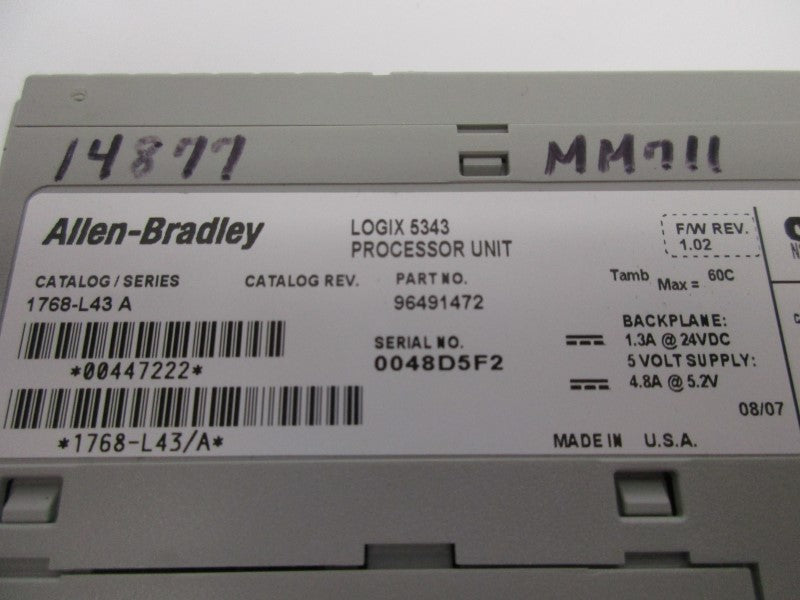 14877 MM711
Allen-Bradley
LOGIX 5343
PROCESSOR UNIT
F/W REV.
1.02
CATALOG / SERIES CATALOG REV. PART NO.
1768-L43 A 96491472
Tamb Max = 60C
SERIAL NO.
0048D5F2
BACKPLANE:
1.3A @ 24VDC
5 VOLT SUPPLY:
4.8A @ 5.2V
*00447222*
08/07
*1768-L43/A*
MADE IN U.S.A.